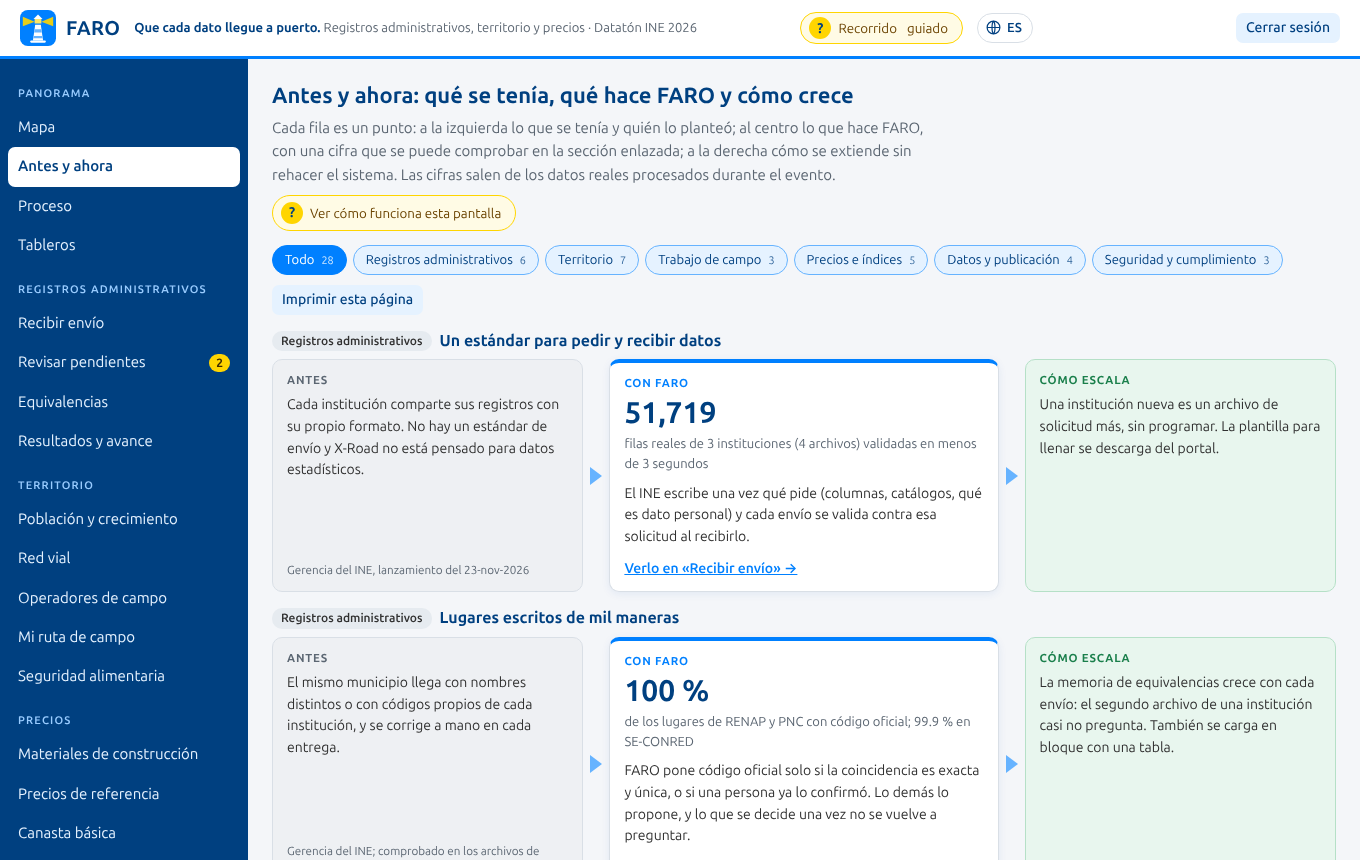 FARO
Que cada dato llegue a puerto. Registros administrativos, territorio y precios · Datatón INE 2026
? Recorrido guiado
ES
Cerrar sesión
PANORAMA
Mapa
Antes y ahora
Proceso
Tableros
REGISTROS ADMINISTRATIVOS
Recibir envío
Revisar pendientes 2
Equivalencias
Resultados y avance
TERRITORIO
Población y crecimiento
Red vial
Operadores de campo
Mi ruta de campo
Seguridad alimentaria
PRECIOS
Materiales de construcción
Precios de referencia
Canasta básica
Antes y ahora: qué se tenía, qué hace FARO y cómo crece
Cada fila es un punto: a la izquierda lo que se tenía y quién lo planteó; al centro lo que hace FARO,
con una cifra que se puede comprobar en la sección enlazada; a la derecha cómo se extiende sin
rehacer el sistema. Las cifras salen de los datos reales procesados durante el evento.
? Ver cómo funciona esta pantalla
Todo 28
Registros administrativos 6
Territorio 7
Trabajo de campo 3
Precios e índices 5
Datos y publicación 4
Seguridad y cumplimiento 3
Imprimir esta página
Registros administrativos Un estándar para pedir y recibir datos
ANTES
Cada institución comparte sus registros con
su propio formato. No hay un estándar de
envío y X-Road no está pensado para datos
estadísticos.
Gerencia del INE, lanzamiento del 23-nov-2026
CON FARO
51,719
filas reales de 3 instituciones (4 archivos) validadas en menos
de 3 segundos
El INE escribe una vez qué pide (columnas, catálogos, qué
es dato personal) y cada envío se valida contra esa
solicitud al recibirlo.
Verlo en «Recibir envío» →
CÓMO ESCALA
Una institución nueva es un archivo de
solicitud más, sin programar. La plantilla para
llenar se descarga del portal.
Registros administrativos Lugares escritos de mil maneras
ANTES
El mismo municipio llega con nombres
distintos o con códigos propios de cada
institución, y se corrige a mano en cada
entrega.
Gerencia del INE; comprobado en los archivos de
CON FARO
100 %
de los lugares de RENAP y PNC con código oficial; 99.9 % en
SE-CONRED
FARO pone código oficial solo si la coincidencia es exacta
y única, o si una persona ya lo confirmó. Lo demás lo
propone, y lo que se decide una vez no se vuelve a
preguntar.
CÓMO ESCALA
La memoria de equivalencias crece con cada
envío: el segundo archivo de una institución
casi no pregunta. También se carga en
bloque con una tabla.